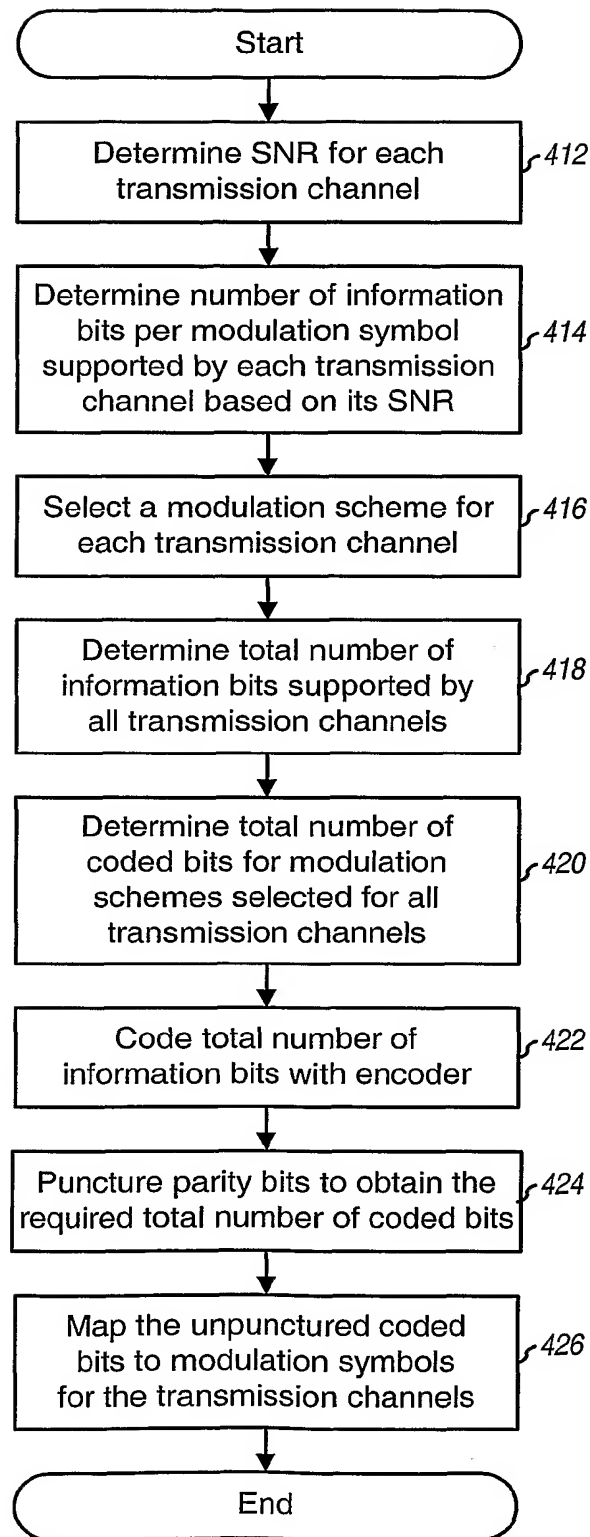 Start
Determine SNR for each
transmission channel
412
Determine number of information
bits per modulation symbol
supported by each transmission
channel based on its SNR
414
Select a modulation scheme for
each transmission channel
416
Determine total number of
information bits supported by
all transmission channels
418
Determine total number of
coded bits for modulation
schemes selected for all
transmission channels
420
Code total number of
information bits with encoder
422
Puncture parity bits to obtain the
required total number of coded bits
424
Map the unpunctured coded
bits to modulation symbols
for the transmission channels
426
End